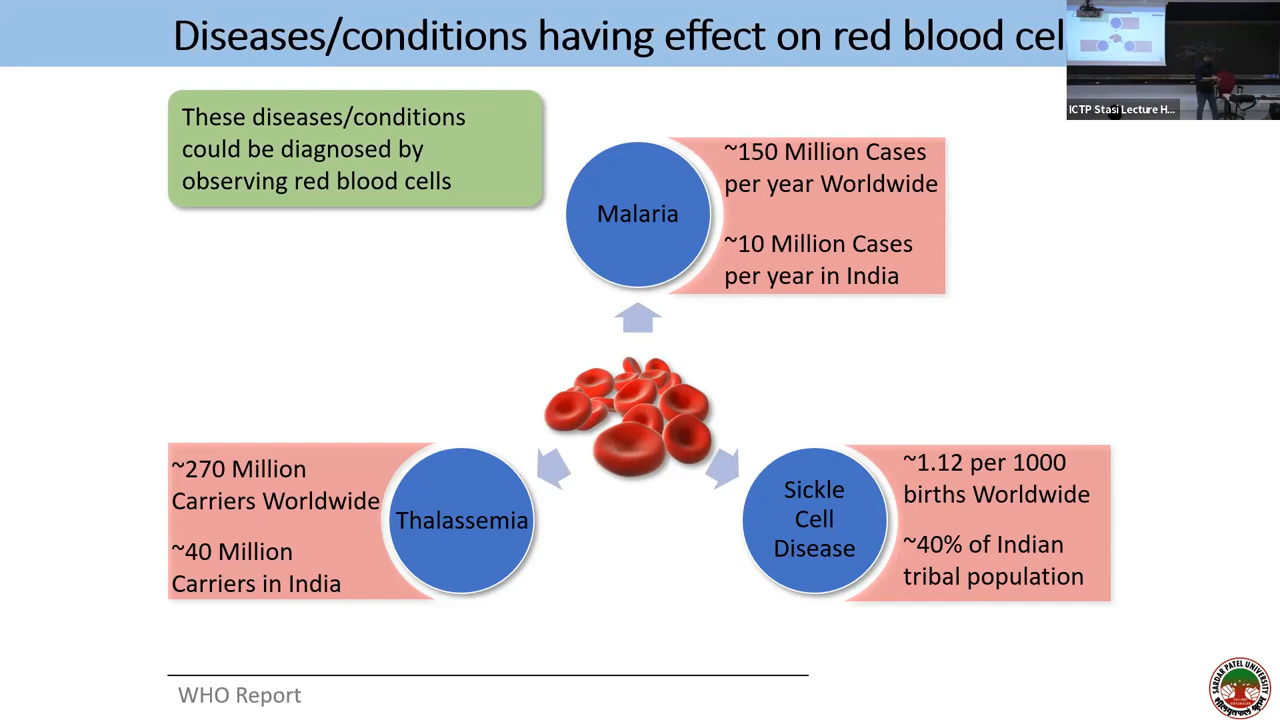 Diseases/conditions having effect on red blood cel
ICTP Stasi Lecture H...
These diseases/conditions
could be diagnosed by
observing red blood cells
Malaria
~150 Million Cases
per year Worldwide
~10 Million Cases
per year in India
~270 Million
Carriers Worldwide
~40 Million
Carriers in India
Thalassemia
Sickle
Cell
Disease
~1.12 per 1000
births Worldwide
~40% of Indian
tribal population
WHO Report
SARDAR PATEL UNIVERSITY